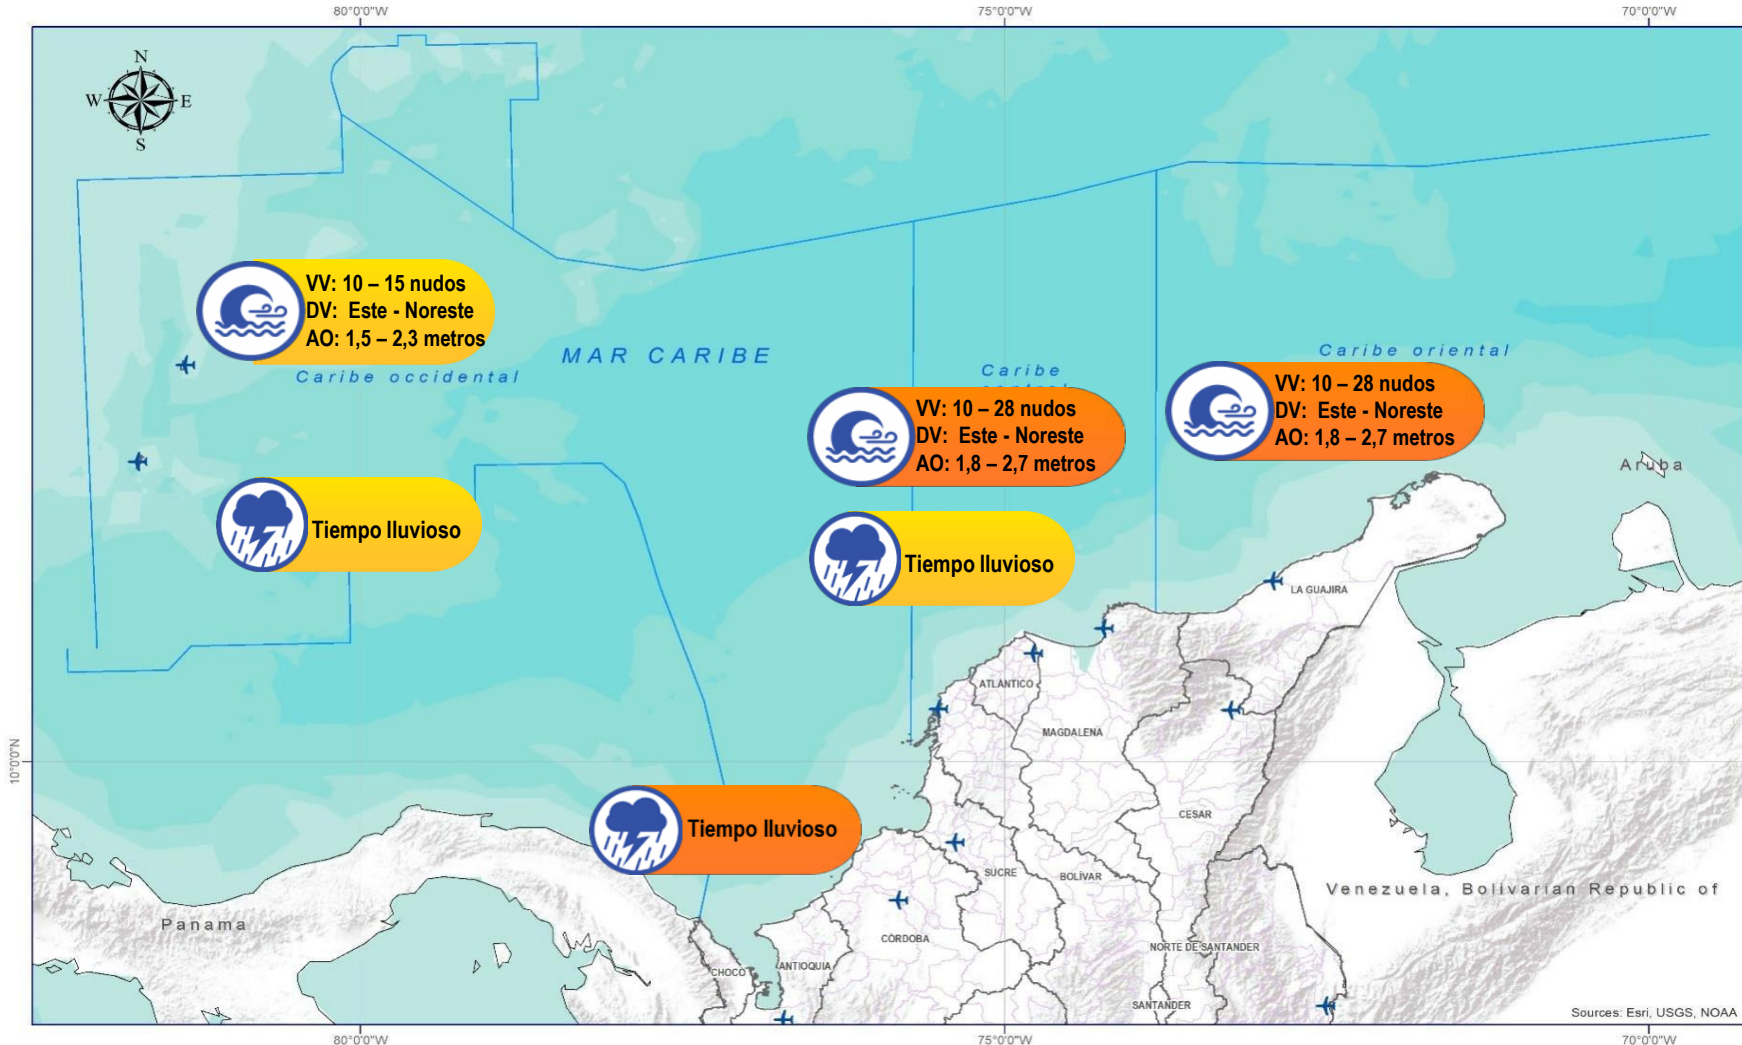 80°0'0"W
75°0'0"W
70°0'0"W
N
W
E
S
VV: 10 – 15 nudos
DV: Este - Noreste
AO: 1,5 – 2,3 metros
MAR CARIBE
Caribe occidental
Caribe
Caribe oriental
VV: 10 – 28 nudos
DV: Este - Noreste
AO: 1,8 – 2,7 metros
VV: 10 – 28 nudos
DV: Este - Noreste
AO: 1,8 – 2,7 metros
Aruba
Tiempo lluvioso
Tiempo lluvioso
LA GUAJIRA
ATLÁNTICO
MAGDALENA
10°0'0"N
CESAR
Tiempo lluvioso
SUCRE
BOLÍVAR
Venezuela, Bolivarian Republic of
Panama
CÓRDOBA
NORTE DE SANTANDER
CHOCÓ
ANTIOQUIA
SANTANDER
Sources: Esri, USGS, NOAA
80°0'0"W
75°0'0"W
70°0'0"W